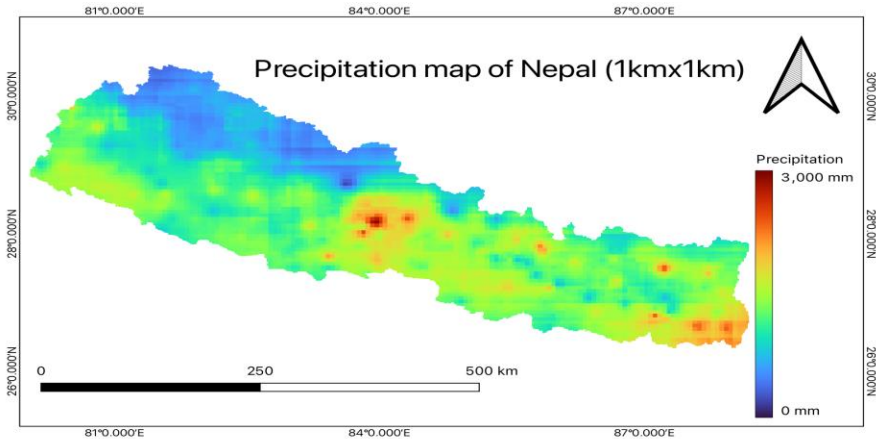 81°0.000'E 84°0.000'E 87°0.000'E
Precipitation map of Nepal (1kmx1km)
30°0.000'N 30°0.000'N
Precipitation
3,000 mm
28°0.000'N 28°0.000'N
0 250 500 km
26°0.000'N 26°0.000'N
0 mm
81°0.000'E 84°0.000'E 87°0.000'E